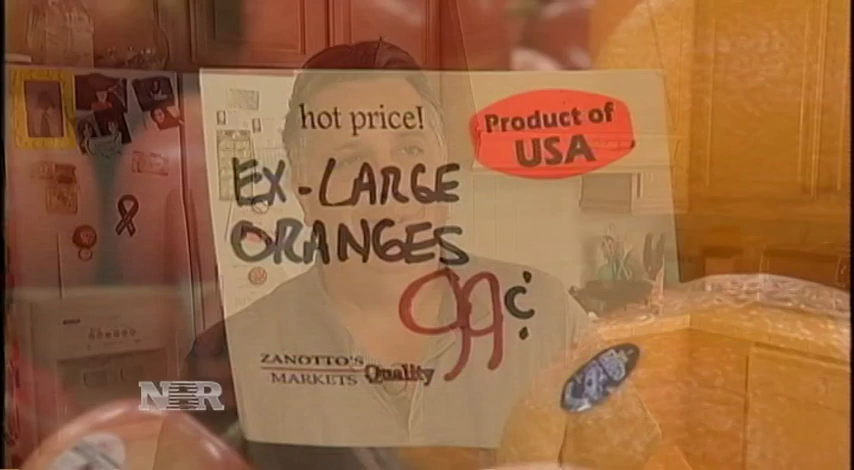 hot price!
Product of
USA
EX-LARGE
ORANGES
99¢
ZANOTTO'S
MARKETS Quality
NBR